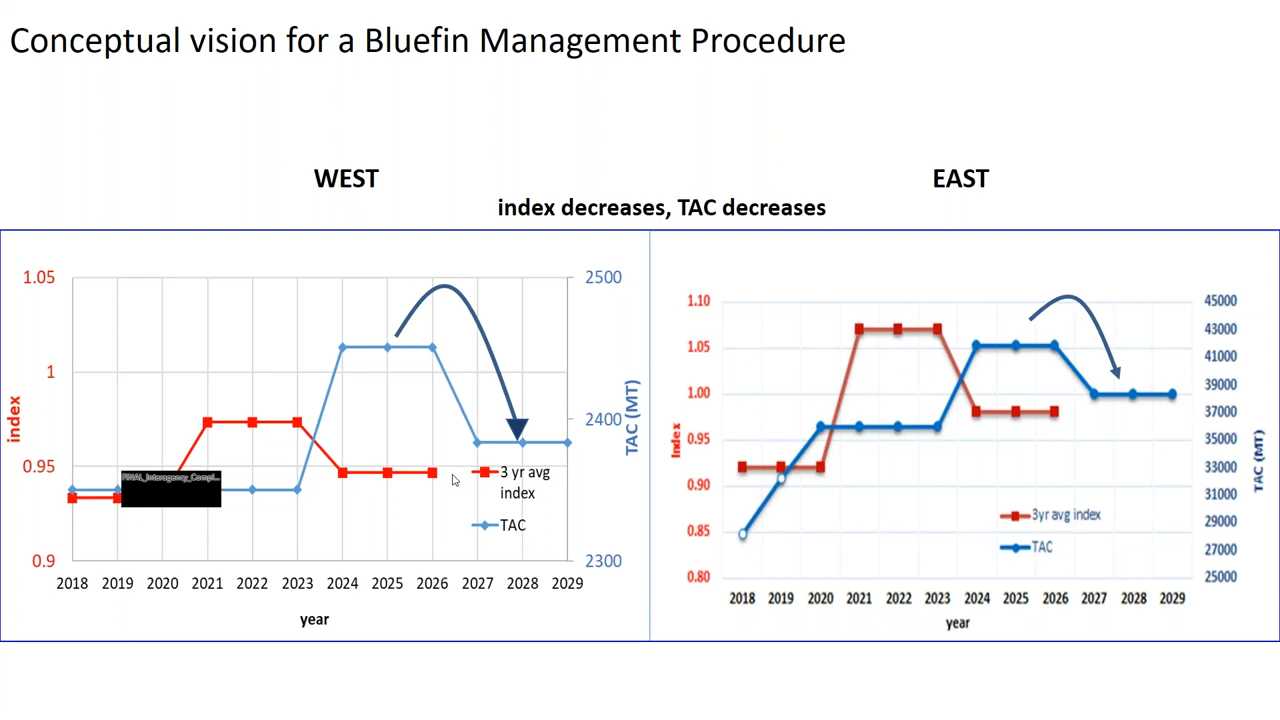 Conceptual vision for a Bluefin Management Procedure
WEST
EAST
index decreases, TAC decreases
1.05
1
0.95
0.9
index
2500
2400
2300
TAC (MT)
3 yr avg
index
TAC
2018 2019 2020 2021 2022 2023 2024 2025 2026 2027 2028 2029
year
FINAL_Interagency_Compl...
1.10
1.05
1.00
0.95
0.90
0.85
0.80
Index
45000
43000
41000
39000
37000
35000
33000
31000
29000
27000
25000
TAC (MT)
3yr avg index
TAC
2018 2019 2020 2021 2022 2023 2024 2025 2026 2027 2028 2029
year